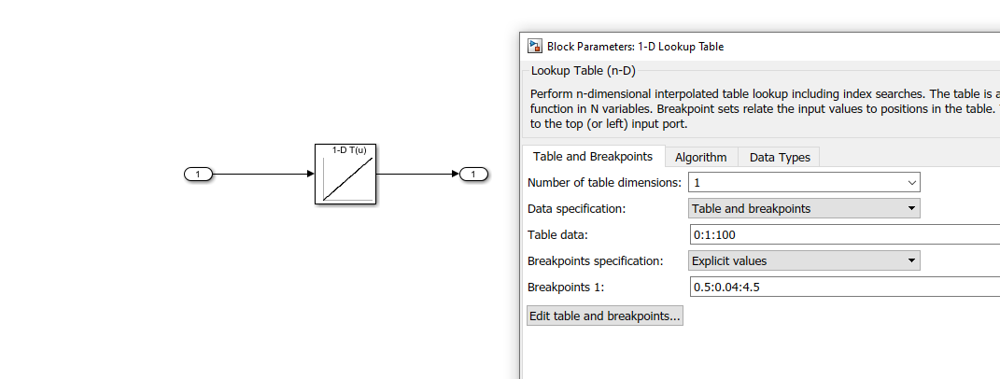 Block Parameters: 1-D Lookup Table
Lookup Table (n-D)
Perform n-dimensional interpolated table lookup including index searches. The table is a
function in N variables. Breakpoint sets relate the input values to positions in the table.
to the top (or left) input port.
1-D T(u)
1
1
Table and Breakpoints
Algorithm
Data Types
Number of table dimensions: 1
Data specification: Table and breakpoints
Table data: 0:1:100
Breakpoints specification: Explicit values
Breakpoints 1: 0.5:0.04:4.5
Edit table and breakpoints...